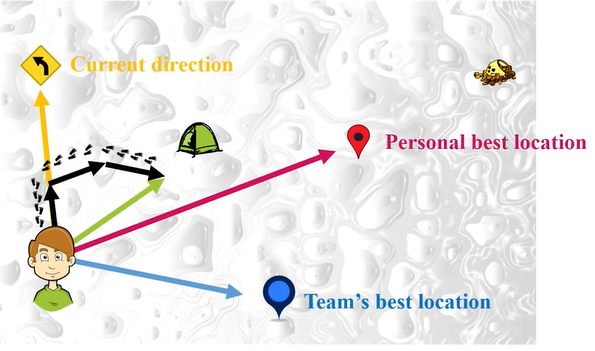 Current direction
Personal best location
Team's best location